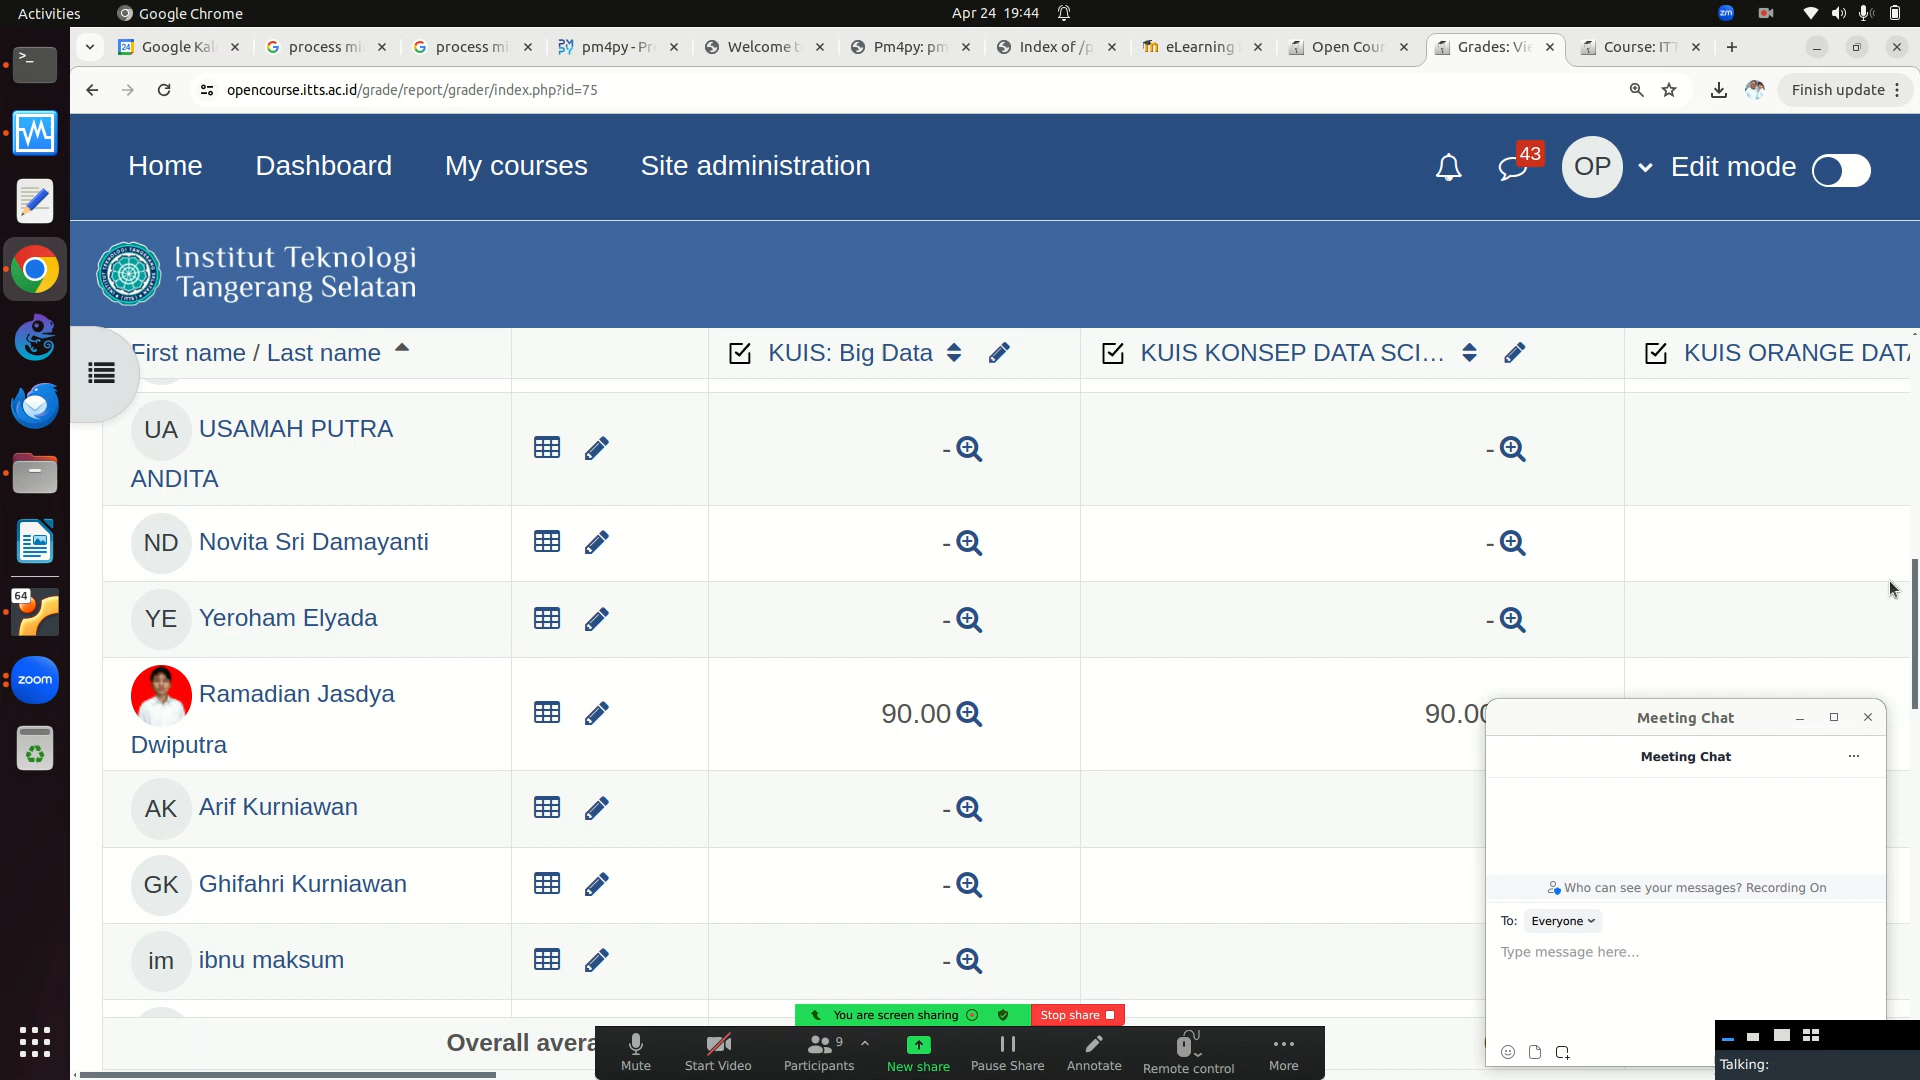 Activities
Google Chrome
Apr 24 19:44
zm
24 Google Kal
process mi
process mi
pm4py - Pr
Welcome t
Pm4py: pm
Index of /p
eLearning
Open Cour
Grades: Vie
Course: ITT
opencourse.itts.ac.id/grade/report/grader/index.php?id=75
Finish update
Home
Dashboard
My courses
Site administration
43
OP
Edit mode
Institut Teknologi
Tangerang Selatan
First name / Last name
KUIS: Big Data
KUIS KONSEP DATA SCI...
KUIS ORANGE DATA
UA USAMAH PUTRA
ANDITA
-
-
ND Novita Sri Damayanti
-
-
YE Yeroham Elyada
-
-
Ramadian Jasdya
Dwiputra
90.00
90.00
AK Arif Kurniawan
-
GK Ghifahri Kurniawan
-
im ibnu maksum
-
Overall avera
64
zoom
You are screen sharing
Stop share
Mute
Start Video
9
Participants
New share
Pause Share
Annotate
Remote control
More
Meeting Chat
Meeting Chat
Who can see your messages? Recording On
To: Everyone
Type message here...
Talking: